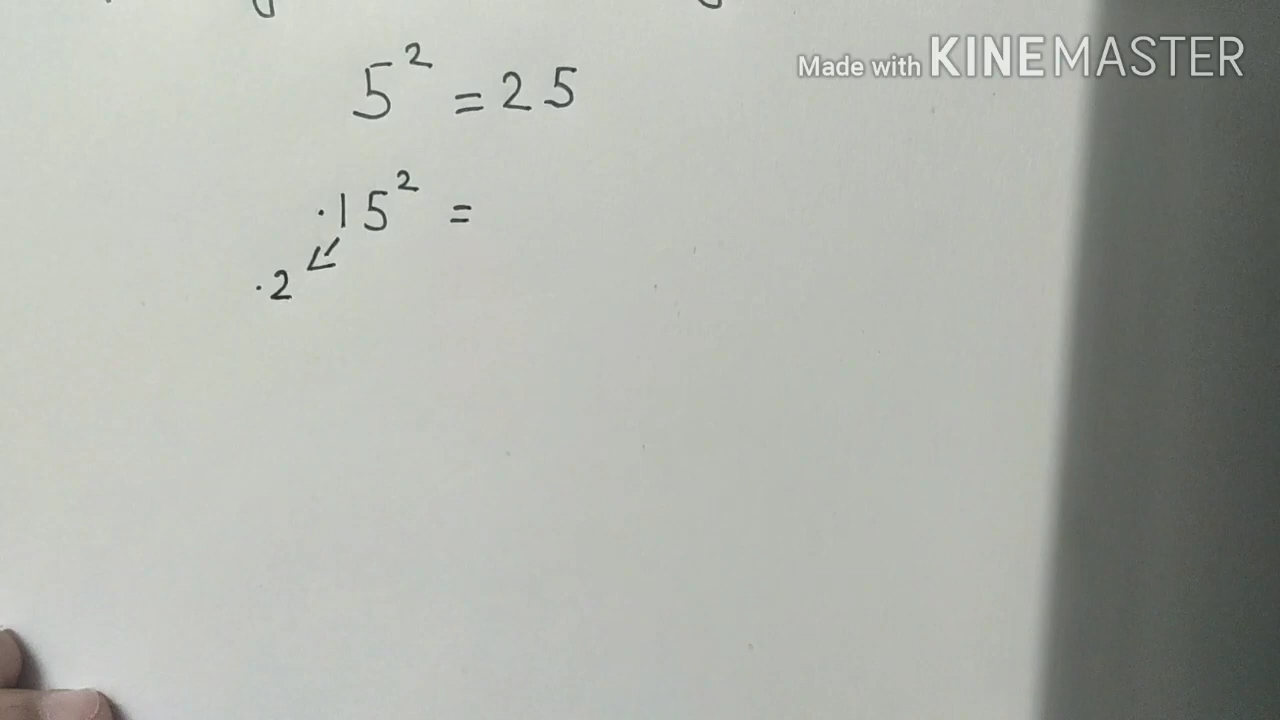 Made with KINEMASTER
5² = 25
·15² =
·2